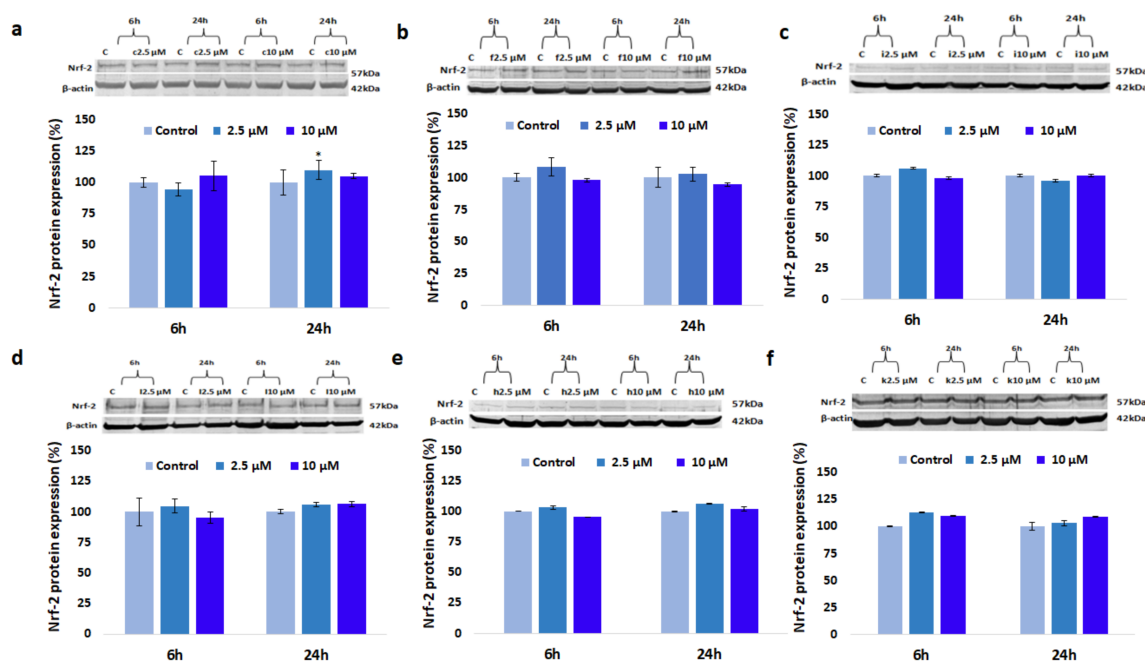 a
6h 24h 6h 24h
C c2.5 µM C c2.5 µM C c10 µM C c10 µM
Nrf-2 57kDa
β-actin 42kDa
Nrf-2 protein expression (%)
150
125
100
75
50
25
0
Control 2.5 µM 10 µM
*
6h 24h
b
6h 24h 6h 24h
C f2.5 µM C f2.5 µM C f10 µM C f10 µM
Nrf-2 57kDa
β-actin 42kDa
Nrf-2 protein expression (%)
150
125
100
75
50
25
0
Control 2.5 µM 10 µM
6h 24h
c
6h 24h 6h 24h
C i2.5 µM C i2.5 µM C i10 µM C i10 µM
Nrf-2 57kDa
β-actin 42kDa
Nrf-2 protein expression (%)
150
125
100
75
50
25
0
Control 2.5 µM 10 µM
6h 24h
d
6h 24h 6h 24h
C l2.5 µM C l2.5 µM C l10 µM C l10 µM
Nrf-2 57kDa
β-actin 42kDa
Nrf-2 protein expression (%)
150
125
100
75
50
25
0
Control 2.5 µM 10 µM
6h 24h
e
6h 24h 6h 24h
C h2.5 µM C h2.5 µM C h10 µM C h10 µM
Nrf-2 57kDa
β-actin 42kDa
Nrf-2 protein expression (%)
150
125
100
75
50
25
0
Control 2.5 µM 10 µM
6h 24h
f
6h 24h 6h 24h
C k2.5 µM C k2.5 µM C k10 µM C k10 µM
Nrf-2 57kDa
β-actin 42kDa
Nrf-2 protein expression (%)
150
125
100
75
50
25
0
Control 2.5 µM 10 µM
6h 24h